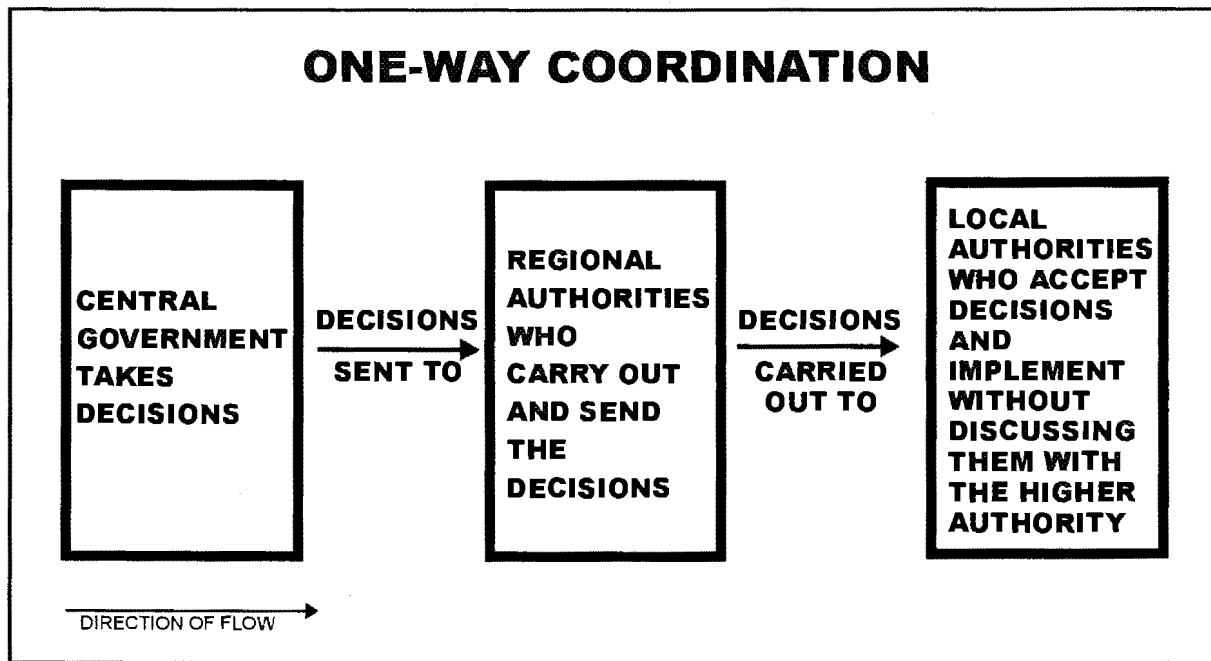 ONE-WAY COORDINATION
CENTRAL
GOVERNMENT
TAKES
DECISIONS
DECISIONS
SENT TO
REGIONAL
AUTHORITIES
WHO
CARRY OUT
AND SEND
THE
DECISIONS
DECISIONS
CARRIED
OUT TO
LOCAL
AUTHORITIES
WHO ACCEPT
DECISIONS
AND
IMPLEMENT
WITHOUT
DISCUSSING
THEM WITH
THE HIGHER
AUTHORITY
DIRECTION OF FLOW